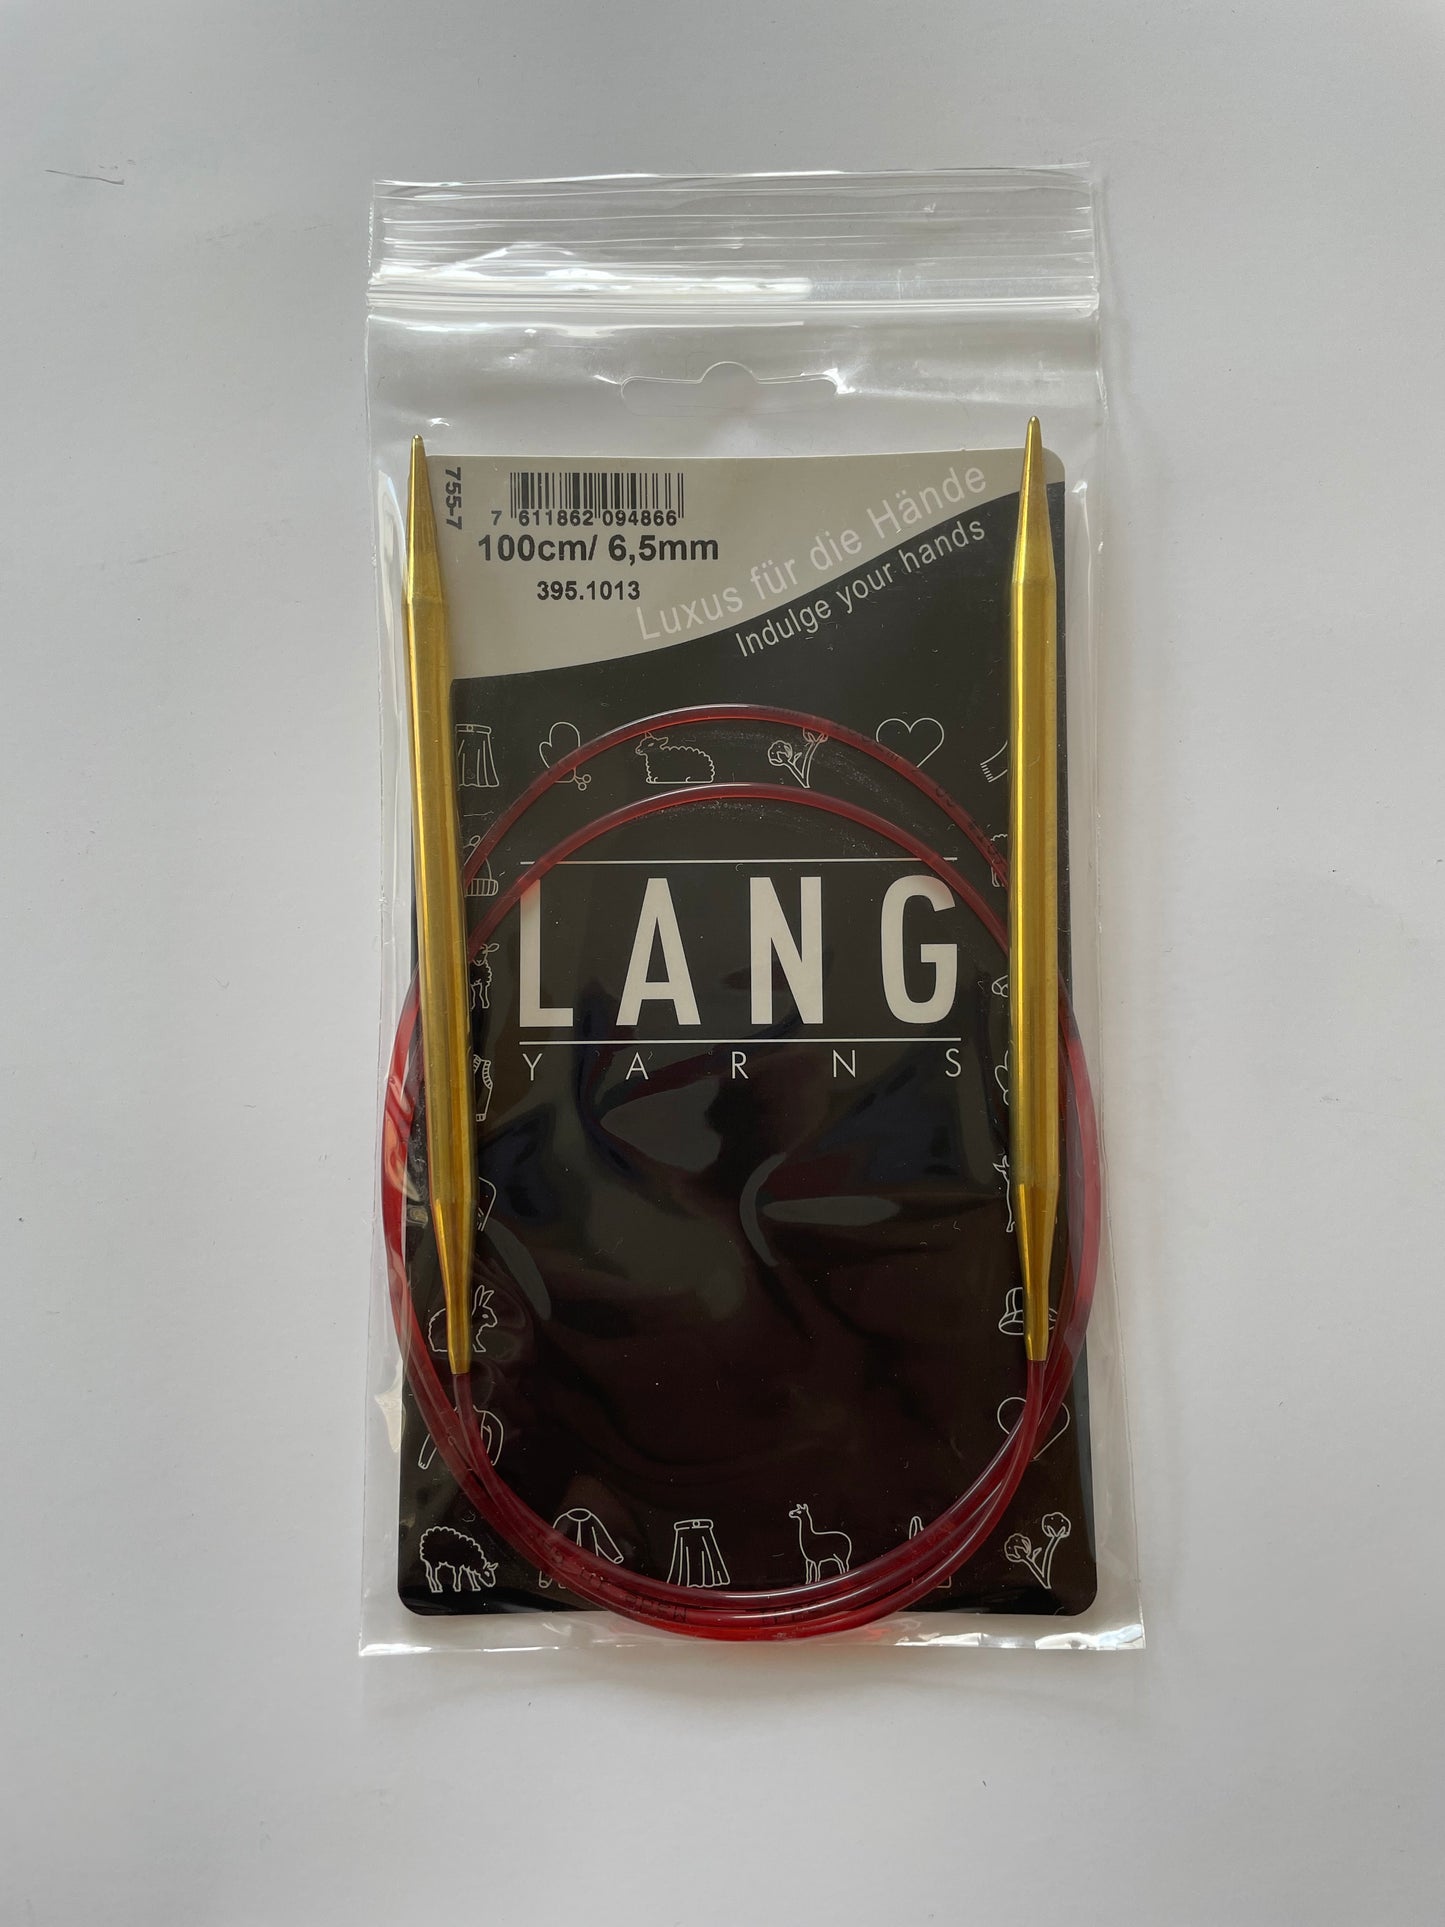 755-7
7 611862 094866
100cm/ 6,5mm
395.1013
Luxus für die Hände
Indulge your hands
LANG
YARNS